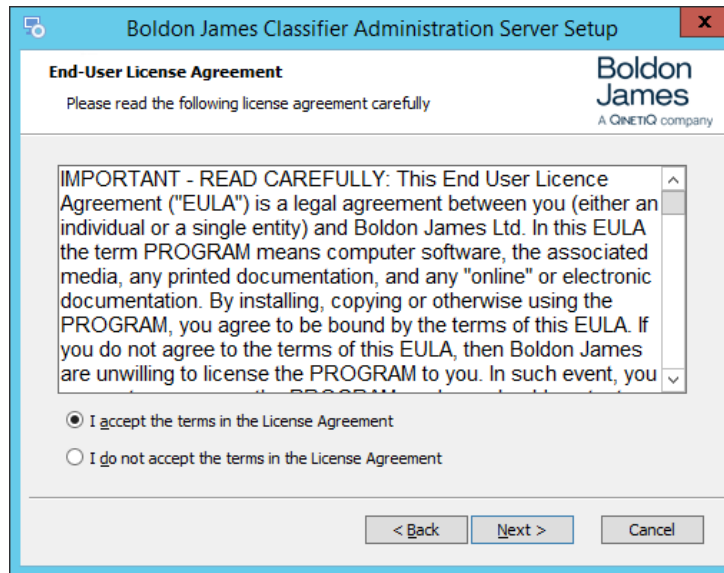 Boldon James Classifier Administration Server Setup
x
End-User License Agreement
Please read the following license agreement carefully
Boldon
James
A QINETIQ company
IMPORTANT - READ CAREFULLY: This End User Licence
Agreement ("EULA") is a legal agreement between you (either an
individual or a single entity) and Boldon James Ltd. In this EULA
the term PROGRAM means computer software, the associated
media, any printed documentation, and any "online" or electronic
documentation. By installing, copying or otherwise using the
PROGRAM, you agree to be bound by the terms of this EULA. If
you do not agree to the terms of this EULA, then Boldon James
are unwilling to license the PROGRAM to you. In such event, you
I accept the terms in the License Agreement
I do not accept the terms in the License Agreement
< Back
Next >
Cancel